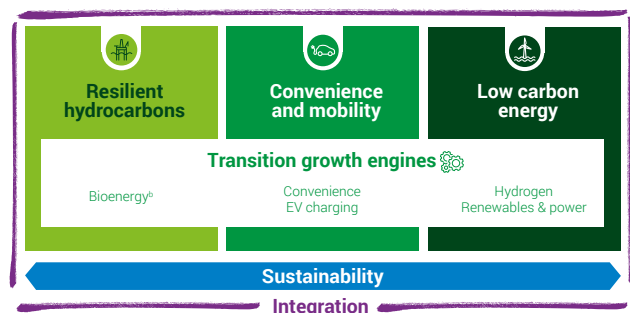 Resilient
hydrocarbons
Convenience
and mobility
Low carbon
energy
Transition growth engines
Bioenergyᵇ
Convenience
EV charging
Hydrogen
Renewables & power
Sustainability
Integration